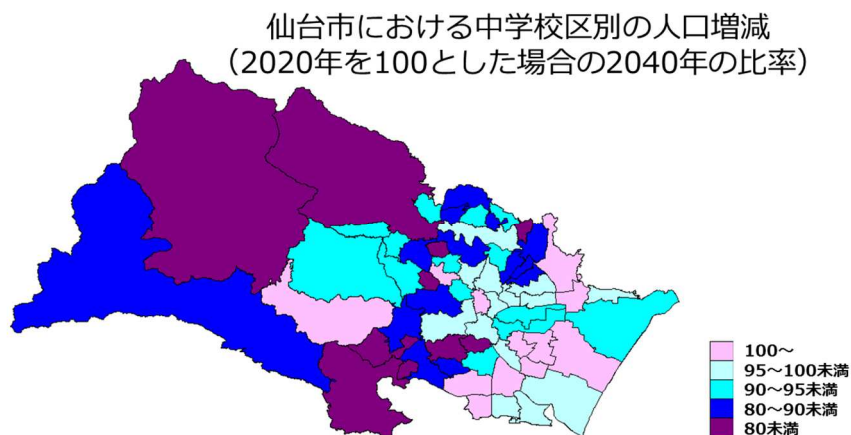 仙台市における中学校区別の人口増減
（2020年を100とした場合の2040年の比率）
100～
95～100未満
90～95未満
80～90未満
80未満